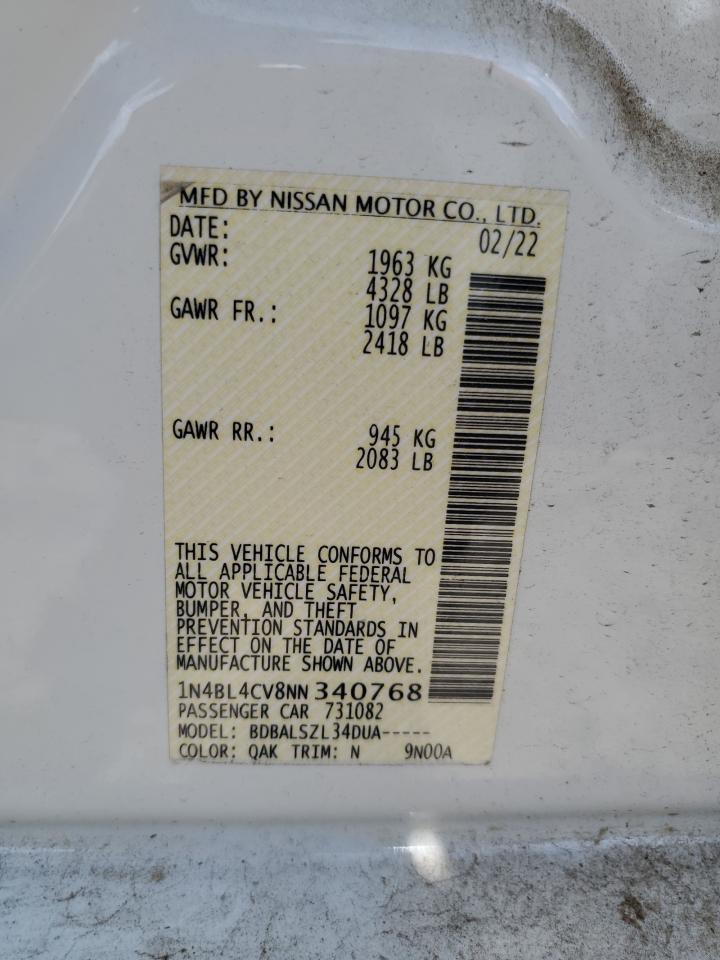 MFD BY NISSAN MOTOR CO., LTD.
DATE: 02/22
GVWR: 1963 KG
4328 LB
GAWR FR.: 1097 KG
2418 LB
GAWR RR.: 945 KG
2083 LB
THIS VEHICLE CONFORMS TO
ALL APPLICABLE FEDERAL
MOTOR VEHICLE SAFETY,
BUMPER, AND THEFT
PREVENTION STANDARDS IN
EFFECT ON THE DATE OF
MANUFACTURE SHOWN ABOVE.
1N4BL4CV8NN340768
PASSENGER CAR 731082
MODEL: BDBALSZL34DUA-----
COLOR: QAK TRIM: N 9N00A